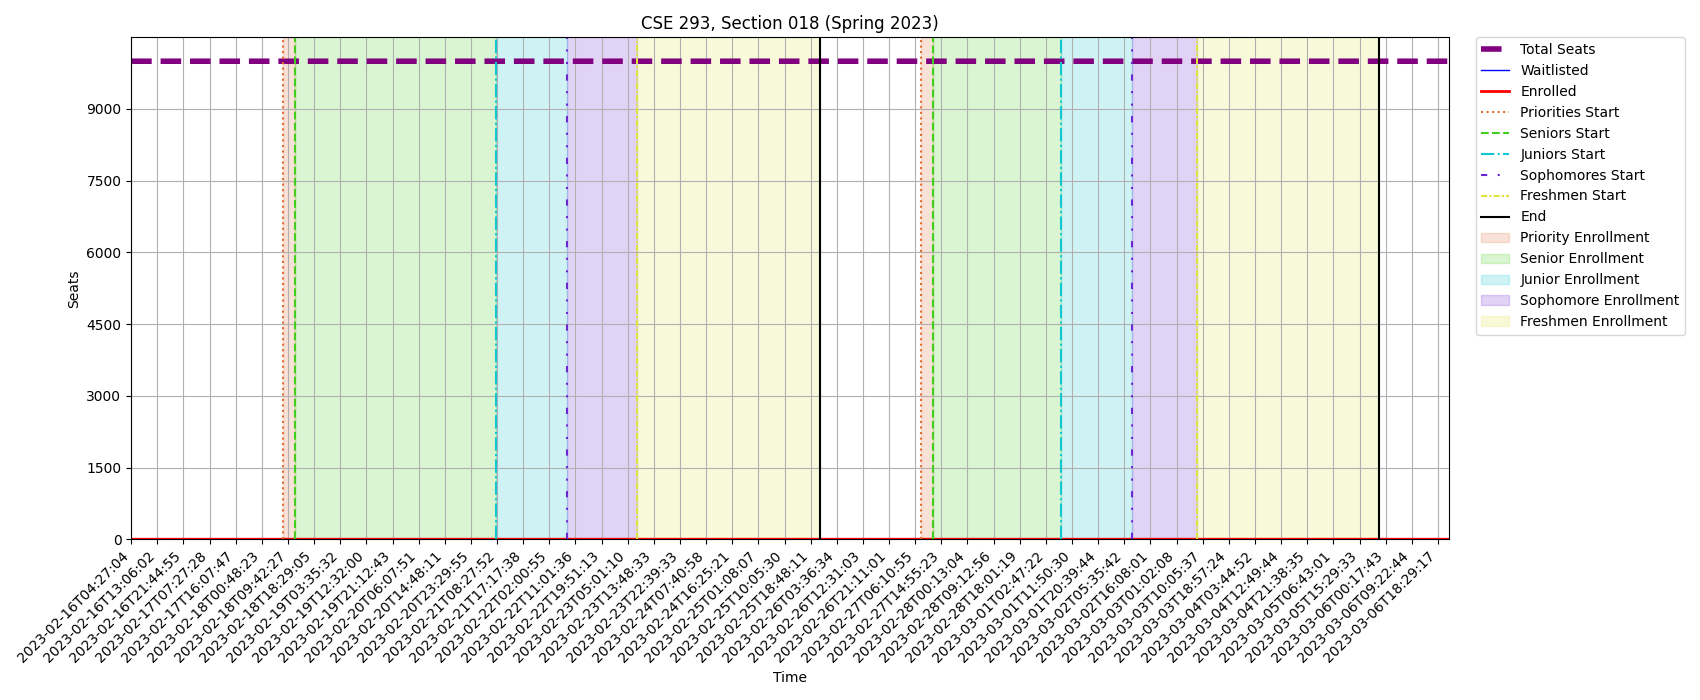 CSE 293, Section 018 (Spring 2023)
Seats
9000
7500
6000
4500
3000
1500
0
2023-02-16T04:27:04
2023-02-16T13:06:02
2023-02-16T21:44:55
2023-02-17T07:27:28
2023-02-17T16:07:47
2023-02-18T00:48:23
2023-02-18T09:42:27
2023-02-18T18:29:05
2023-02-19T03:35:32
2023-02-19T12:32:00
2023-02-19T21:12:43
2023-02-20T06:07:51
2023-02-20T14:48:11
2023-02-20T23:29:55
2023-02-21T08:27:52
2023-02-21T17:17:38
2023-02-22T02:00:55
2023-02-22T11:01:36
2023-02-22T19:51:13
2023-02-23T05:01:10
2023-02-23T13:48:33
2023-02-23T22:39:33
2023-02-24T07:40:58
2023-02-24T16:25:21
2023-02-25T01:08:07
2023-02-25T10:05:30
2023-02-25T18:48:11
2023-02-26T03:36:34
2023-02-26T12:31:03
2023-02-26T21:11:01
2023-02-27T06:10:55
2023-02-27T14:55:23
2023-02-28T00:13:04
2023-02-28T09:12:56
2023-02-28T18:01:19
2023-03-01T02:47:22
2023-03-01T11:50:30
2023-03-01T20:39:44
2023-03-02T05:35:42
2023-03-02T16:08:01
2023-03-03T01:02:08
2023-03-03T10:05:37
2023-03-03T18:57:24
2023-03-04T03:44:52
2023-03-04T12:49:44
2023-03-04T21:38:35
2023-03-05T06:43:01
2023-03-05T15:29:33
2023-03-06T00:17:43
2023-03-06T09:22:44
2023-03-06T18:29:17
Time
Total Seats
Waitlisted
Enrolled
Priorities Start
Seniors Start
Juniors Start
Sophomores Start
Freshmen Start
End
Priority Enrollment
Senior Enrollment
Junior Enrollment
Sophomore Enrollment
Freshmen Enrollment